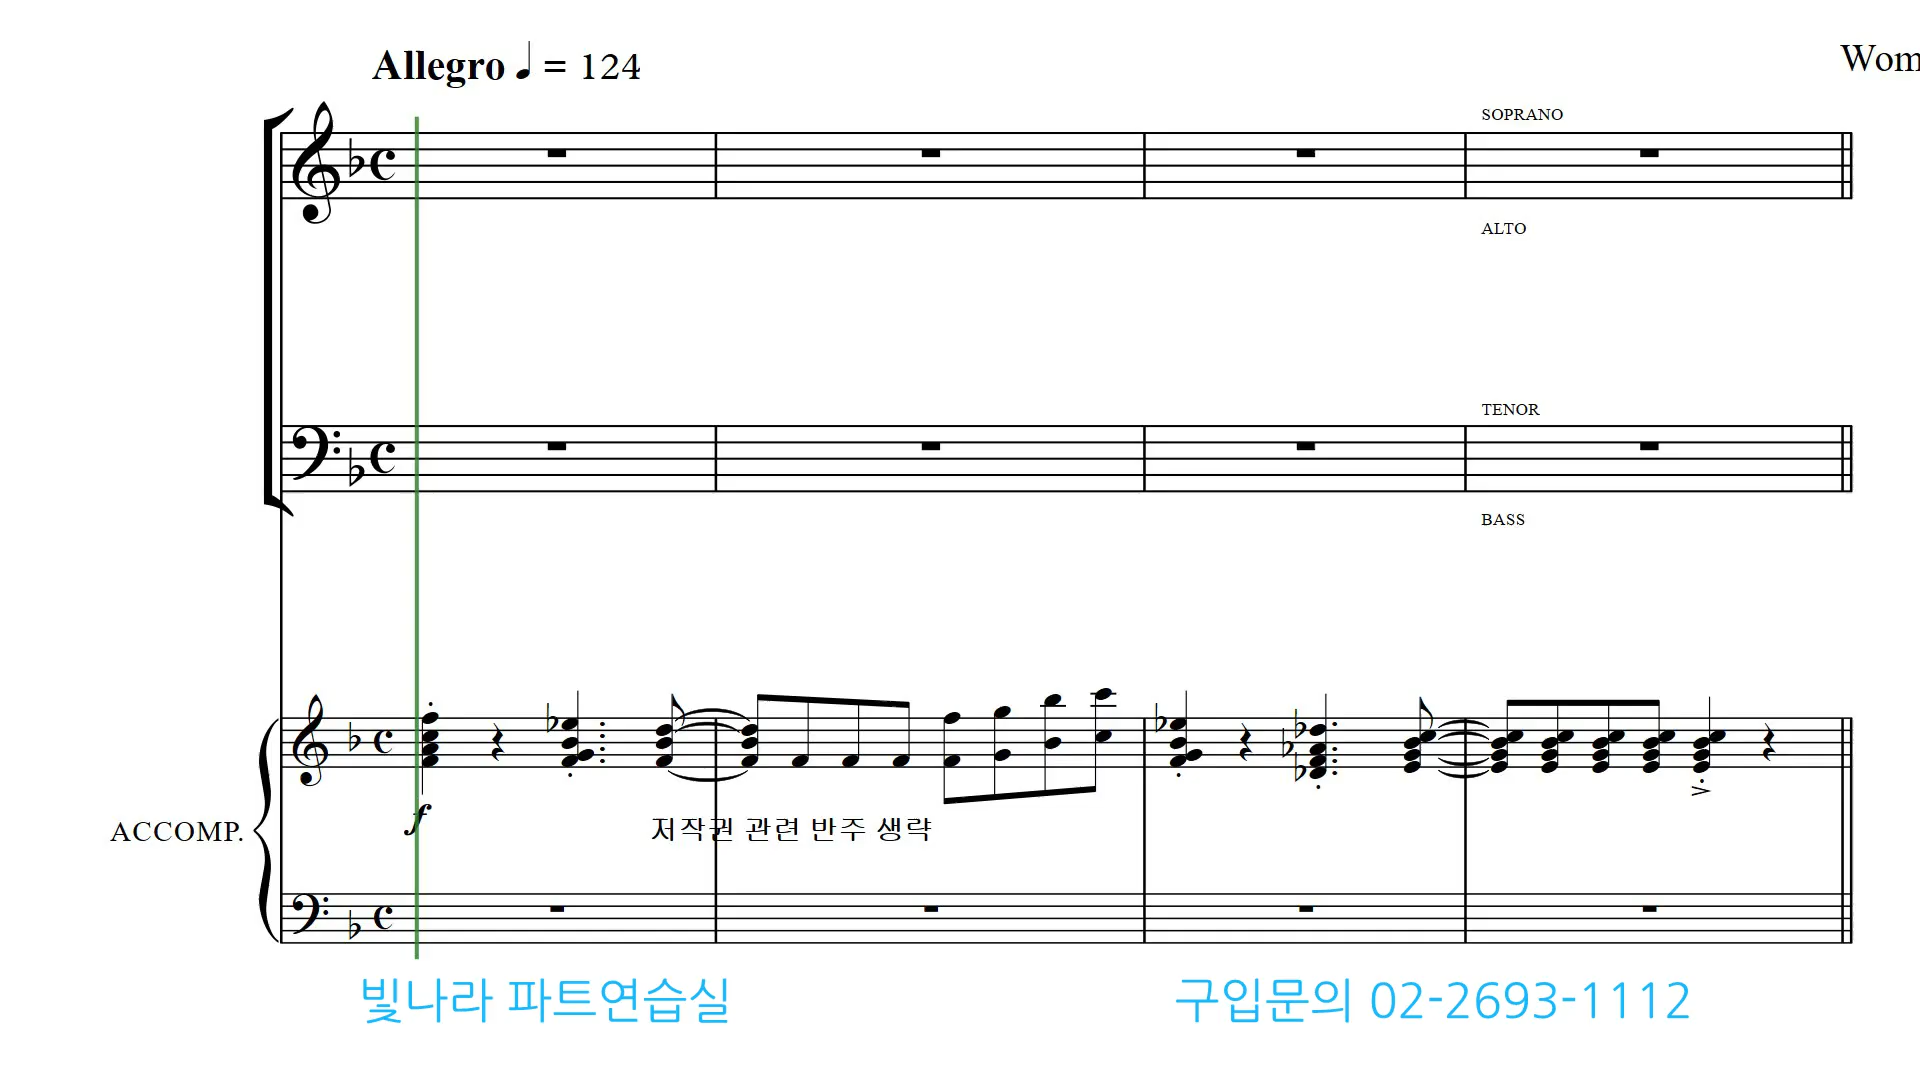 Allegro ♩ = 124
Wom
SOPRANO
ALTO
TENOR
BASS
f
ACCOMP.
저작권 관련 반주 생략
빛나라 파트연습실
구입문의 02-2693-1112